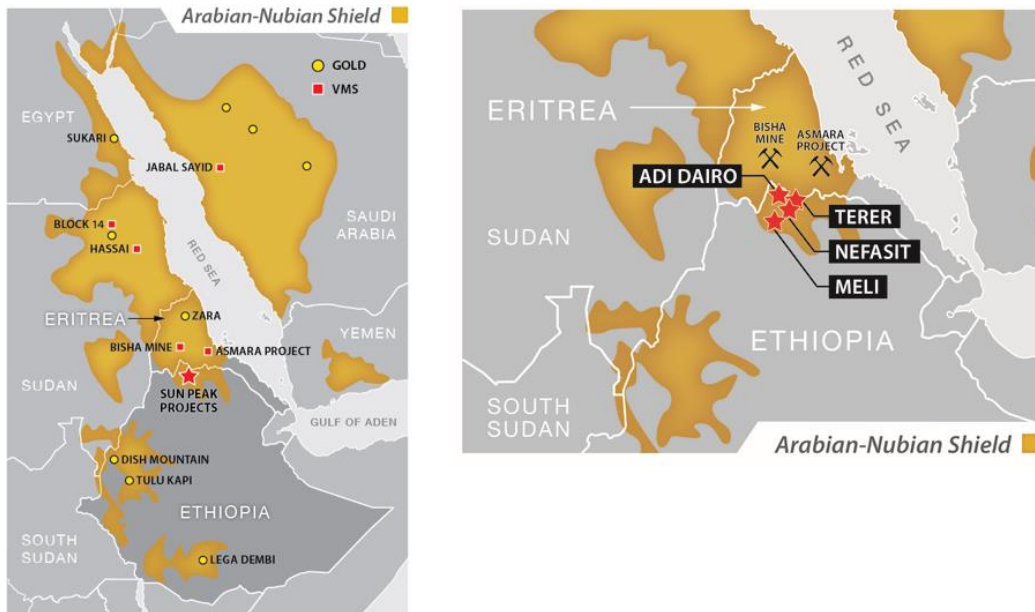 Arabian-Nubian Shield
GOLD
VMS
EGYPT
SUKARI
JABAL SAYID
BLOCK 14
HASSAI
SAUDI
ARABIA
RED SEA
ERITREA
ZARA
YEMEN
BISHA MINE
ASMARA PROJECT
SUDAN
SUN PEAK
PROJECTS
GULF OF ADEN
DISH MOUNTAIN
TULU KAPI
ETHIOPIA
SOUTH
SUDAN
LEGA DEMBI
RED SEA
ERITREA
BISHA
MINE
ASMARA
PROJECT
ADI DAIRO
TERER
SUDAN
NEFASIT
MELI
ETHIOPIA
SOUTH
SUDAN
Arabian-Nubian Shield